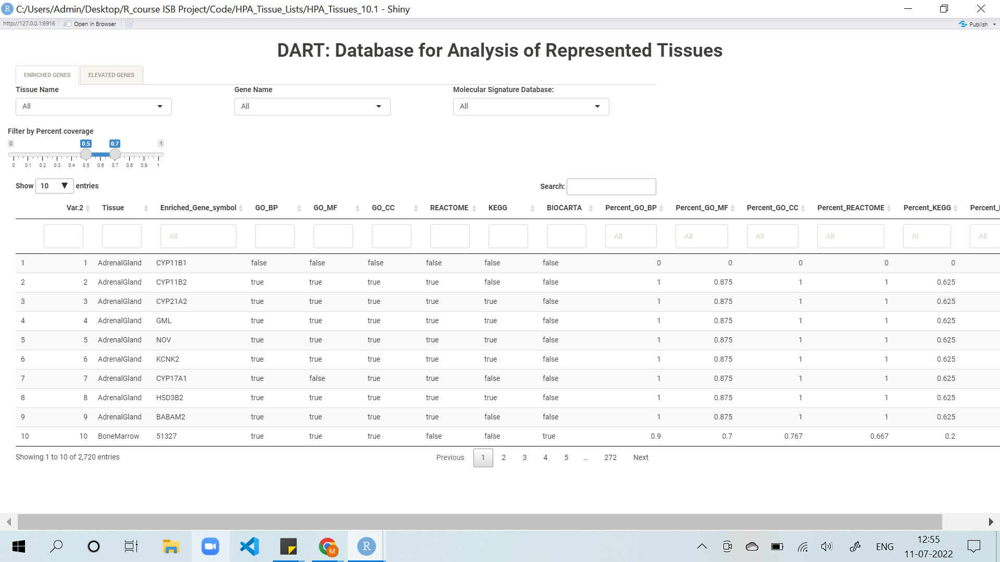 C:/Users/Admin/Desktop/R_course ISB Project/Code/HPA_Tissue_Lists/HPA_Tissues_10.1 - Shiny
http://127.0.0.1:6916 Open in Browser Publish
DART: Database for Analysis of Represented Tissues
ENRICHED GENES ELEVATED GENES
Tissue Name Gene Name Molecular Signature Database:
All All All
Filter by Percent coverage
0 0.5 0.7 1
0 0.1 0.2 0.3 0.4 0.5 0.6 0.7 0.8 0.9 1
Show 10 entries Search:
Var.2 Tissue Enriched_Gene_symbol GO_BP GO_MF GO_CC REACTOME KEGG BIOCARTA Percent_GO_BP Percent_GO_MF Percent_GO_CC Percent_REACTOME Percent_KEGG Percent_
All All All All All Al All
1 1 AdrenalGland CYP11B1 false false false false false false 0 0 0 0 0
2 2 AdrenalGland CYP11B2 true true true true false false 1 0.875 1 1 0.625
3 3 AdrenalGland CYP21A2 true true true true true false 1 0.875 1 1 0.625
4 4 AdrenalGland GML true true true true true false 1 0.875 1 1 0.625
5 5 AdrenalGland NOV true true true true true false 1 0.875 1 1 0.625
6 6 AdrenalGland KCNK2 true true true true true false 1 0.875 1 1 0.625
7 7 AdrenalGland CYP17A1 true false true true false false 1 0.875 1 1 0.625
8 8 AdrenalGland HSD3B2 true true true true true false 1 0.875 1 1 0.625
9 9 AdrenalGland BABAM2 true true true true false false 1 0.875 1 1 0.625
10 10 BoneMarrow 51327 true true true false false true 0.9 0.7 0.767 0.667 0.2
Showing 1 to 10 of 2,720 entries Previous 1 2 3 4 5 … 272 Next
R M R ENG 12:55
11-07-2022